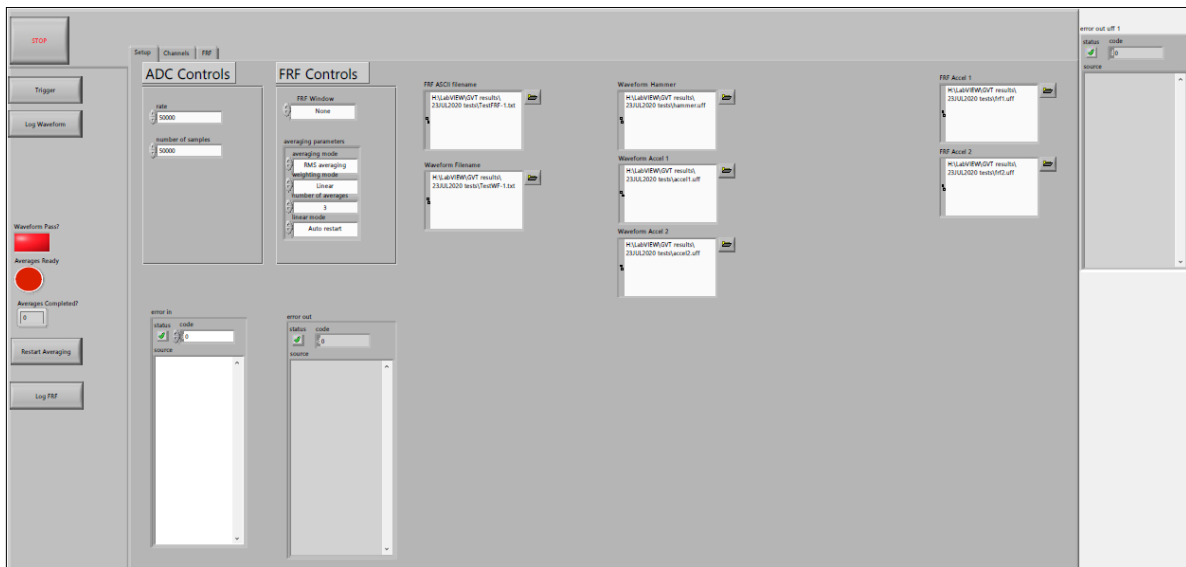 STOP
Trigger
Log Waveform
Waveform Pass?
Averages Ready
Averages Completed?
0
Restart Averaging
Log FRF
Setup
Channels
FRF
ADC Controls
rate
50000
number of samples
50000
FRF Controls
FRF Window
None
averaging parameters
averaging mode
RMS averaging
weighting mode
Linear
number of averages
3
linear mode
Auto restart
FRF ASCII filename
H:\LabVIEW\GVT results\
23JUL2020 tests\TestFRF-1.txt
Waveform Filename
H:\LabVIEW\GVT results\
23JUL2020 tests\TestWF-1.txt
Waveform Hammer
H:\LabVIEW\GVT results\
23JUL2020 tests\hammer.uff
Waveform Accel 1
H:\LabVIEW\GVT results\
23JUL2020 tests\accel1.uff
Waveform Accel 2
H:\LabVIEW\GVT results\
23JUL2020 tests\accel2.uff
FRF Accel 1
H:\LabVIEW\GVT results\
23JUL2020 tests\frf1.uff
FRF Accel 2
H:\LabVIEW\GVT results\
23JUL2020 tests\frf2.uff
error in
status code
0
source
error out
status code
0
source
error out uff 1
status code
0
source